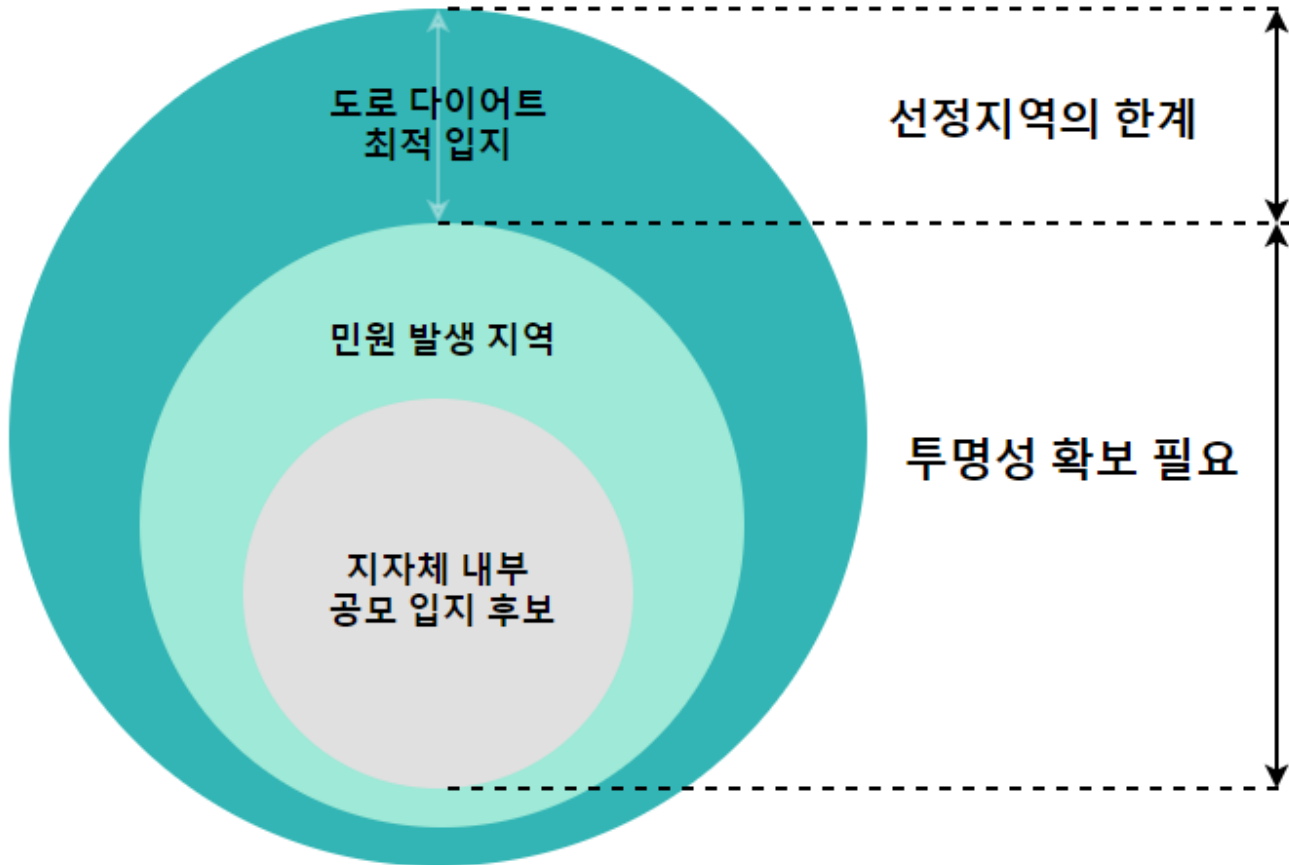 도로 다이어트
최적 입지
선정지역의 한계
민원 발생 지역
투명성 확보 필요
지자체 내부
공모 입지 후보